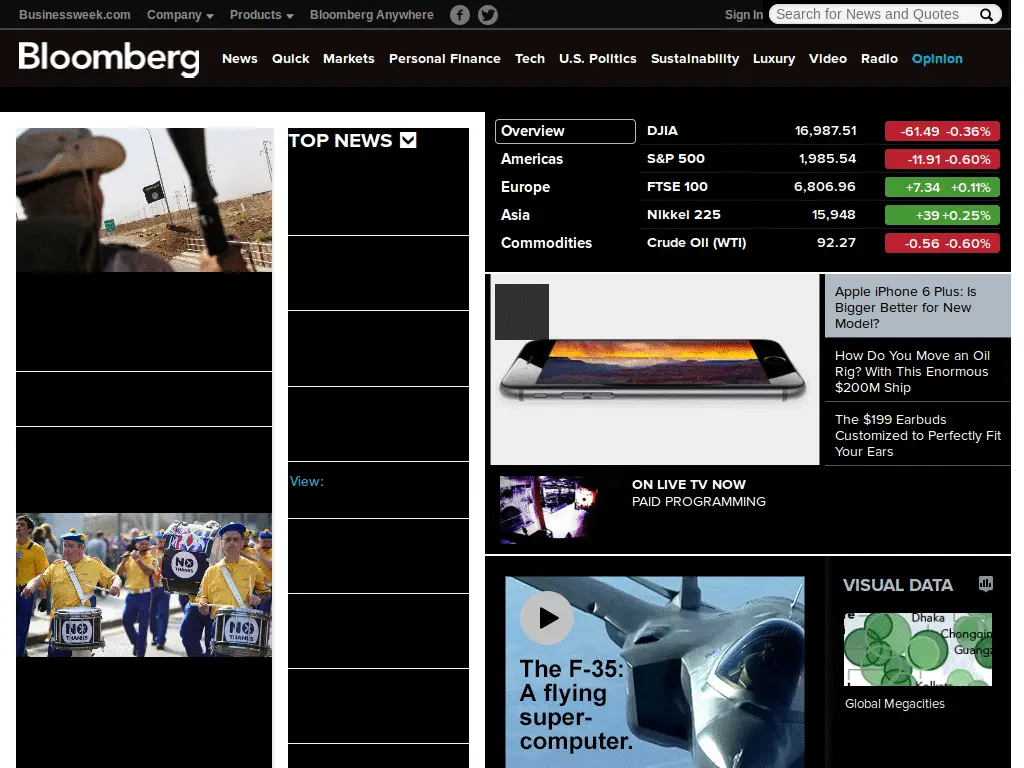 Businessweek.com Company Products Bloomberg Anywhere
Sign In Search for News and Quotes
Bloomberg
News Quick Markets Personal Finance Tech U.S. Politics Sustainability Luxury Video Radio Opinion
TOP NEWS
View:
NO
THANKS
NO
THANKS
NO
THANKS
Overview
Americas
Europe
Asia
Commodities
DJIA 16,987.51 -61.49 -0.36%
S&P 500 1,985.54 -11.91 -0.60%
FTSE 100 6,806.96 +7.34 +0.11%
Nikkei 225 15,948 +39 +0.25%
Crude Oil (WTI) 92.27 -0.56 -0.60%
Apple iPhone 6 Plus: Is
Bigger Better for New
Model?
How Do You Move an Oil
Rig? With This Enormous
$200M Ship
The $199 Earbuds
Customized to Perfectly Fit
Your Ears
ON LIVE TV NOW
PAID PROGRAMMING
The F-35:
A flying
super-
computer.
VISUAL DATA
Dhaka
Chongqin
Guangz
Global Megacities